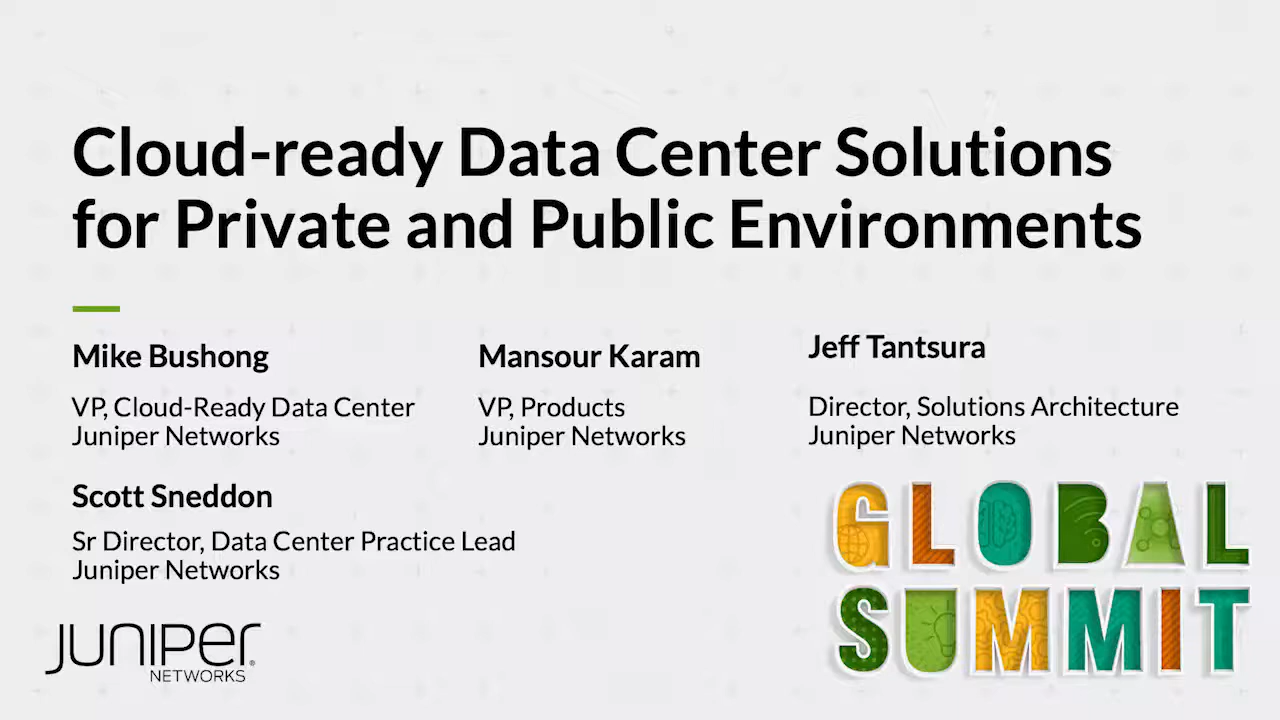 Cloud-ready Data Center Solutions
for Private and Public Environments
Mike Bushong
VP, Cloud-Ready Data Center
Juniper Networks
Mansour Karam
VP, Products
Juniper Networks
Jeff Tantsura
Director, Solutions Architecture
Juniper Networks
Scott Sneddon
Sr Director, Data Center Practice Lead
Juniper Networks
JUNIPER®
NETWORKS
GLOBAL
SUMMIT